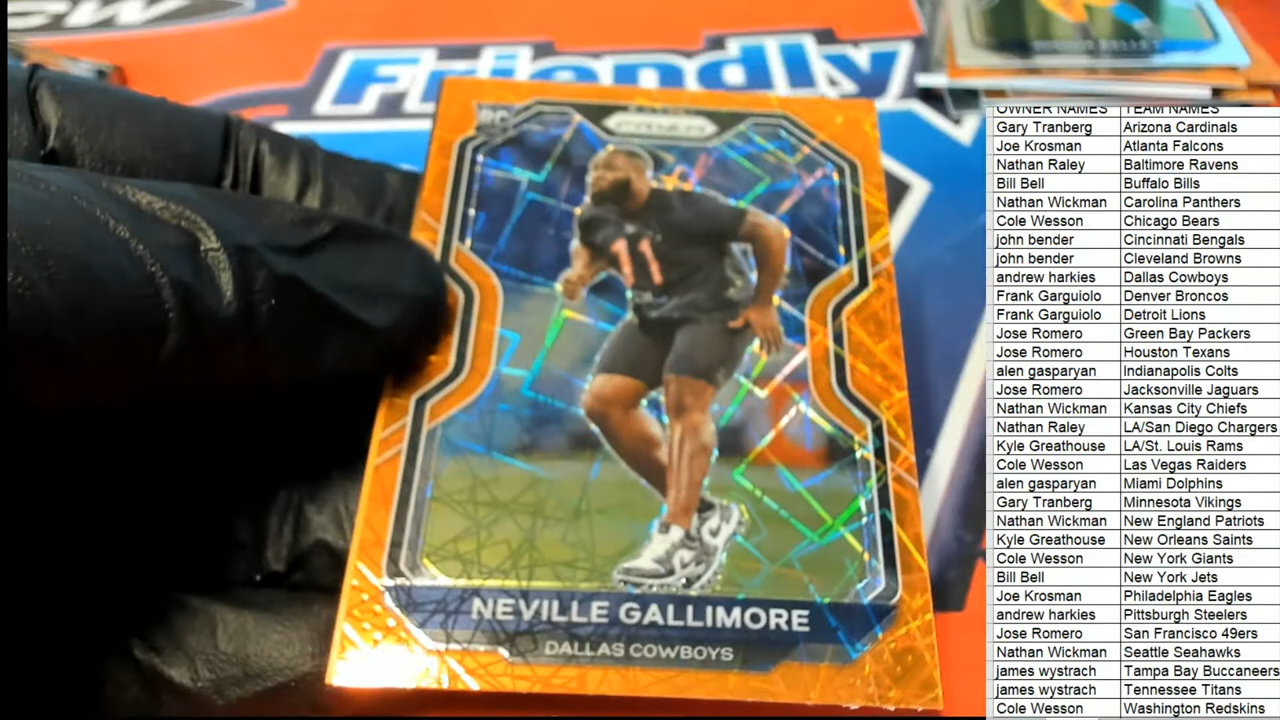 CW
Friendly
PRIZM
11
NEVILLE GALLIMORE
DALLAS COWBOYS
OWNER NAMES TEAM NAMES
Gary Tranberg Arizona Cardinals
Joe Krosman Atlanta Falcons
Nathan Raley Baltimore Ravens
Bill Bell Buffalo Bills
Nathan Wickman Carolina Panthers
Cole Wesson Chicago Bears
john bender Cincinnati Bengals
john bender Cleveland Browns
andrew harkies Dallas Cowboys
Frank Garguiolo Denver Broncos
Frank Garguiolo Detroit Lions
Jose Romero Green Bay Packers
Jose Romero Houston Texans
alen gasparyan Indianapolis Colts
Jose Romero Jacksonville Jaguars
Nathan Wickman Kansas City Chiefs
Nathan Raley LA/San Diego Chargers
Kyle Greathouse LA/St. Louis Rams
Cole Wesson Las Vegas Raiders
alen gasparyan Miami Dolphins
Gary Tranberg Minnesota Vikings
Nathan Wickman New England Patriots
Kyle Greathouse New Orleans Saints
Cole Wesson New York Giants
Bill Bell New York Jets
Joe Krosman Philadelphia Eagles
andrew harkies Pittsburgh Steelers
Jose Romero San Francisco 49ers
Nathan Wickman Seattle Seahawks
james wystrach Tampa Bay Buccaneers
james wystrach Tennessee Titans
Cole Wesson Washington Redskins